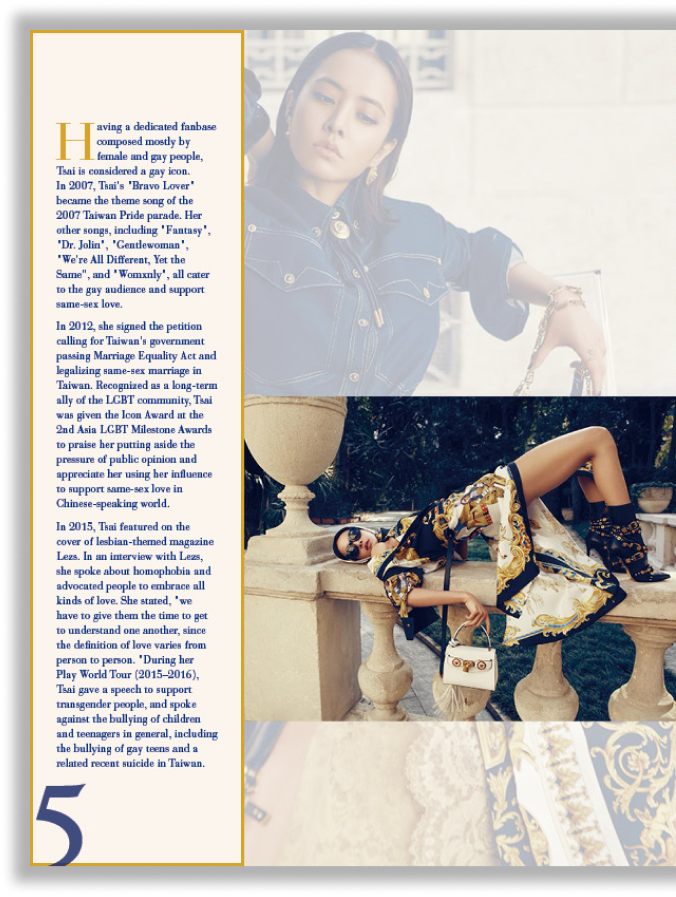 Having a dedicated fanbase
composed mostly by
female and gay people,
Tsai is considered a gay icon.
In 2007, Tsai's "Bravo Lover"
became the theme song of the
2007 Taiwan Pride parade. Her
other songs, including "Fantasy",
"Dr. Jolin", "Gentlewoman",
"We're All Different, Yet the
Same", and "Womxnly", all cater
to the gay audience and support
same-sex love.
In 2012, she signed the petition
calling for Taiwan's government
passing Marriage Equality Act and
legalizing same-sex marriage in
Taiwan. Recognized as a long-term
ally of the LGBT community, Tsai
was given the Icon Award at the
2nd Asia LGBT Milestone Awards
to praise her putting aside the
pressure of public opinion and
appreciate her using her influence
to support same-sex love in
Chinese-speaking world.
In 2015, Tsai featured on the
cover of lesbian-themed magazine
Lezs. In an interview with Lezs,
she spoke about homophobia and
advocated people to embrace all
kinds of love. She stated, "we
have to give them the time to get
to understand one another, since
the definition of love varies from
person to person. "During her
Play World Tour (2015–2016),
Tsai gave a speech to support
transgender people, and spoke
against the bullying of children
and teenagers in general, including
the bullying of gay teens and a
related recent suicide in Taiwan.
5